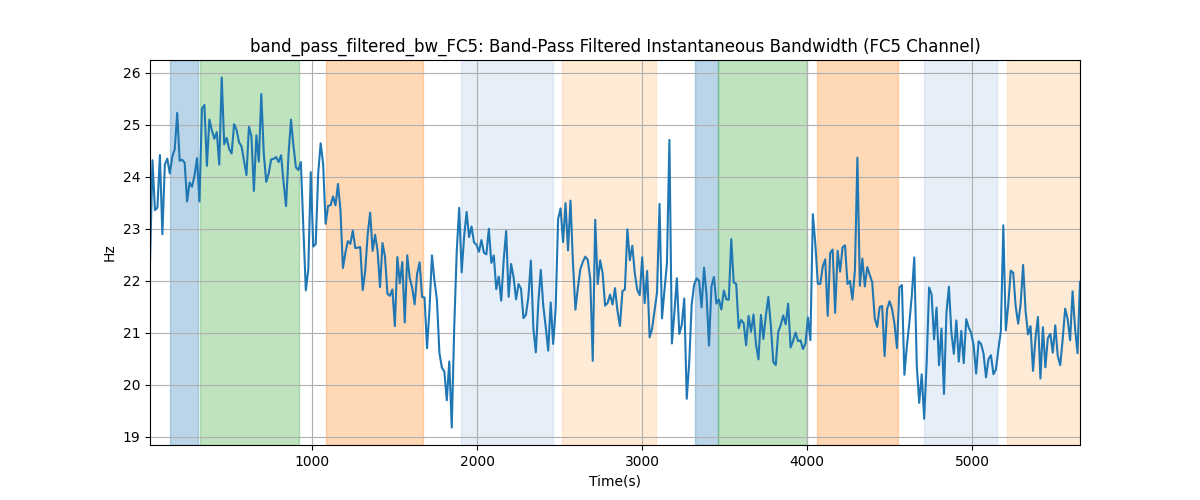 band_pass_filtered_bw_FC5: Band-Pass Filtered Instantaneous Bandwidth (FC5 Channel)
26
25
24
23
22
21
20
19
Hz
1000 2000 3000 4000 5000
Time(s)